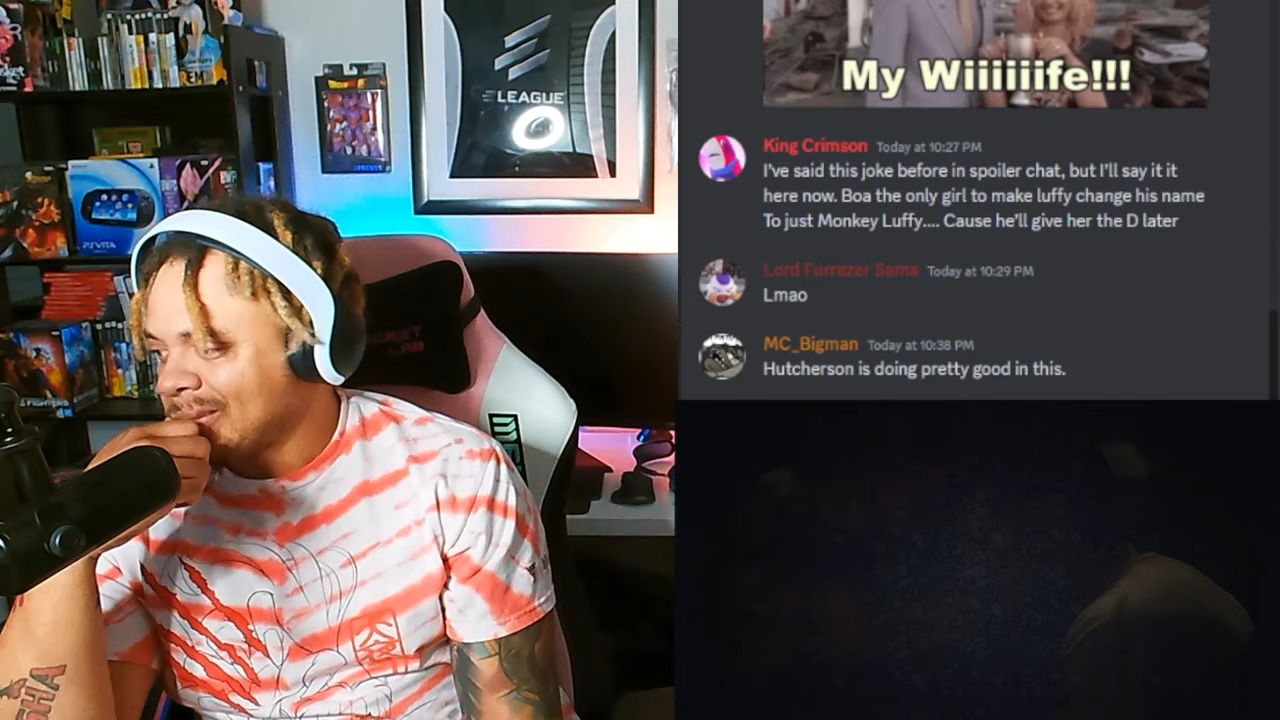 LEAGUE
My Wiiiiiife!!!
King Crimson Today at 10:27 PM
I've said this joke before in spoiler chat, but I'll say it it
here now. Boa the only girl to make luffy change his name
To just Monkey Luffy.... Cause he'll give her the D later
Lord Furrezer Sama Today at 10:29 PM
Lmao
MC_Bigman Today at 10:38 PM
Hutcherson is doing pretty good in this.
PSVITA